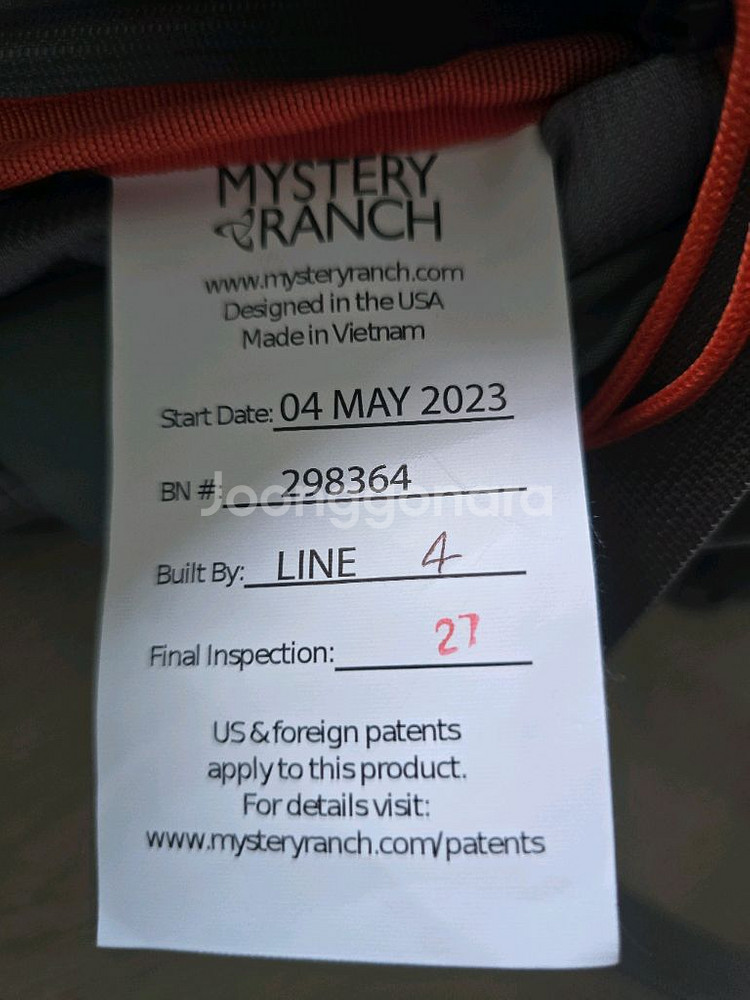 MYSTERY
RANCH
www.mysteryranch.com
Designed in the USA
Made in Vietnam
Start Date: 04 MAY 2023
BN #: 298364
Joonggonara
Built By: LINE 4
Final Inspection: 27
US & foreign patents
apply to this product.
For details visit:
www.mysteryranch.com/patents